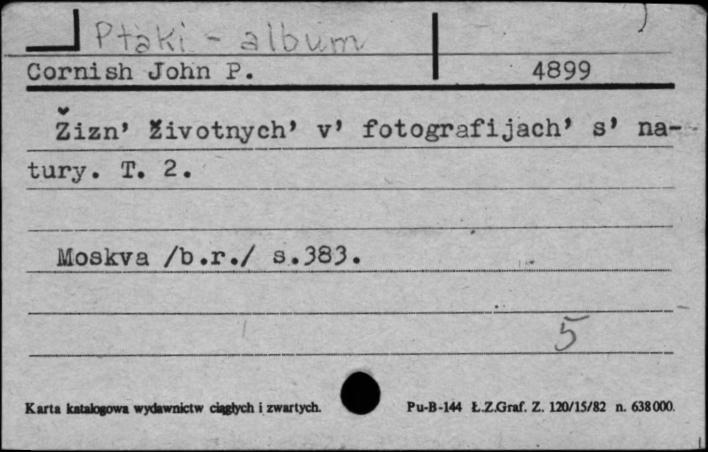 Ptaki - album
Cornish John P. 4899
Žizn’ Životnych’ v’ fotografijach’ s’ na-
tury. T. 2.
Moskva /b.r./ s.383.
5
Karta katalogowa wydawnictw ciągłych i zwartych. Pu-B-144 Ł.Z.Graf. Z. 120/15/82 n. 638000.